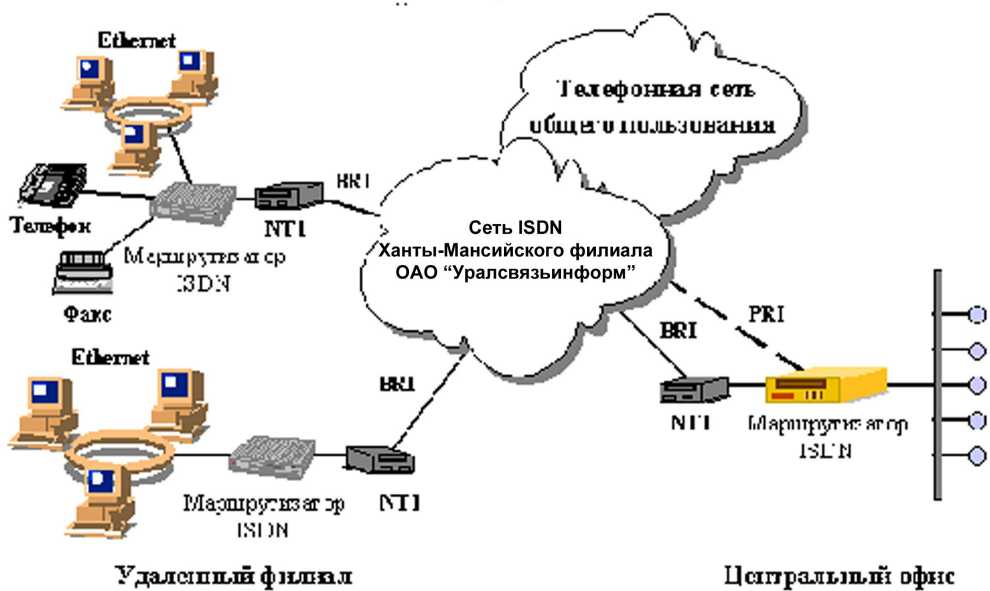 Ethernet
Телефонная сеть
общего пользования
BRI
Телефон
NT1
Маршрутизатор
ISDN
Факс
Сеть ISDN
Ханты-Мансийского филиала
ОАО “Уралсвязьинформ”
PRI
BRI
Ethernet
BRI
NT1
Маршрутизатор
ISDN
Маршрутизатор
ISDN
NT1
Удаленный филиал
Центральный офис